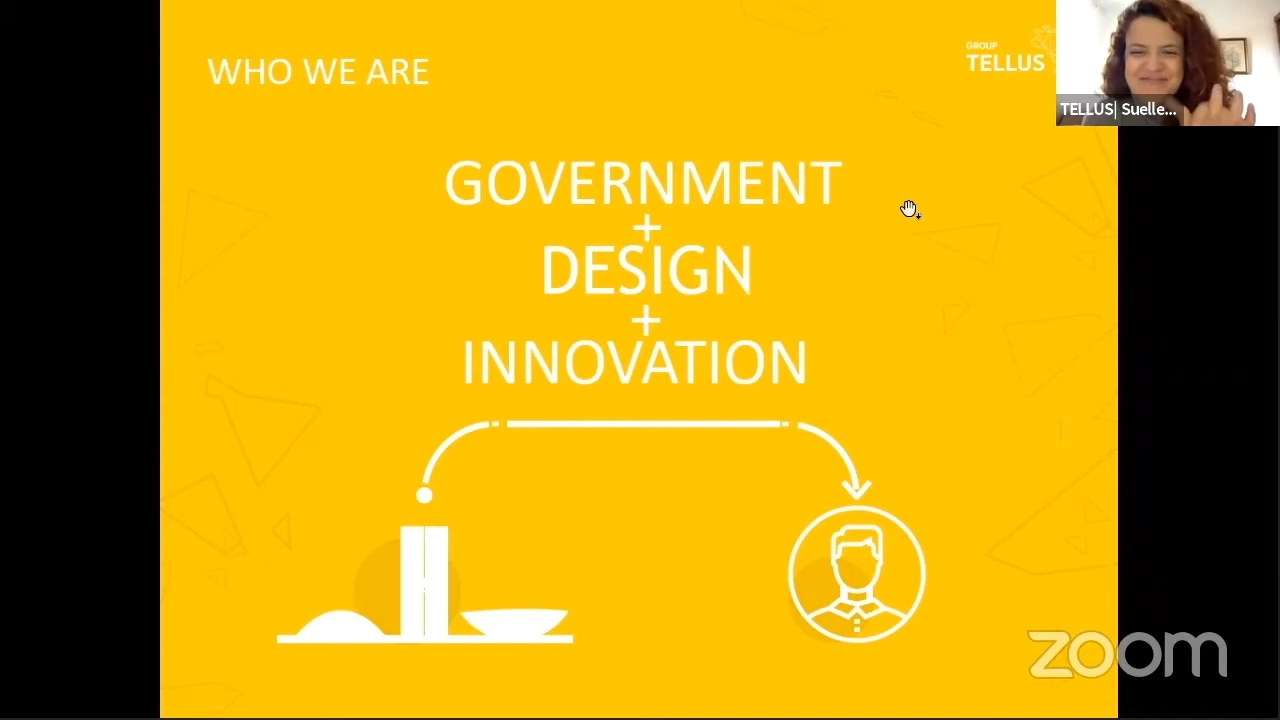 WHO WE ARE
GROUP
TELLUS
TELLUS| Suelle...
GOVERNMENT
+
DESIGN
+
INNOVATION
zoom